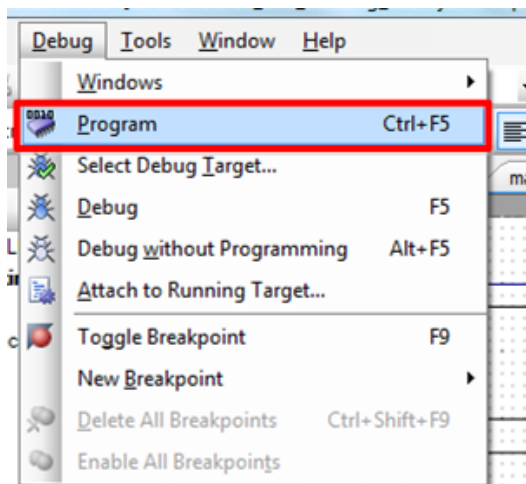 Debug Tools Window Help
Windows
Program Ctrl+F5
Select Debug Target...
Debug F5
Debug without Programming Alt+F5
Attach to Running Target...
Toggle Breakpoint F9
New Breakpoint
Delete All Breakpoints Ctrl+Shift+F9
Enable All Breakpoints